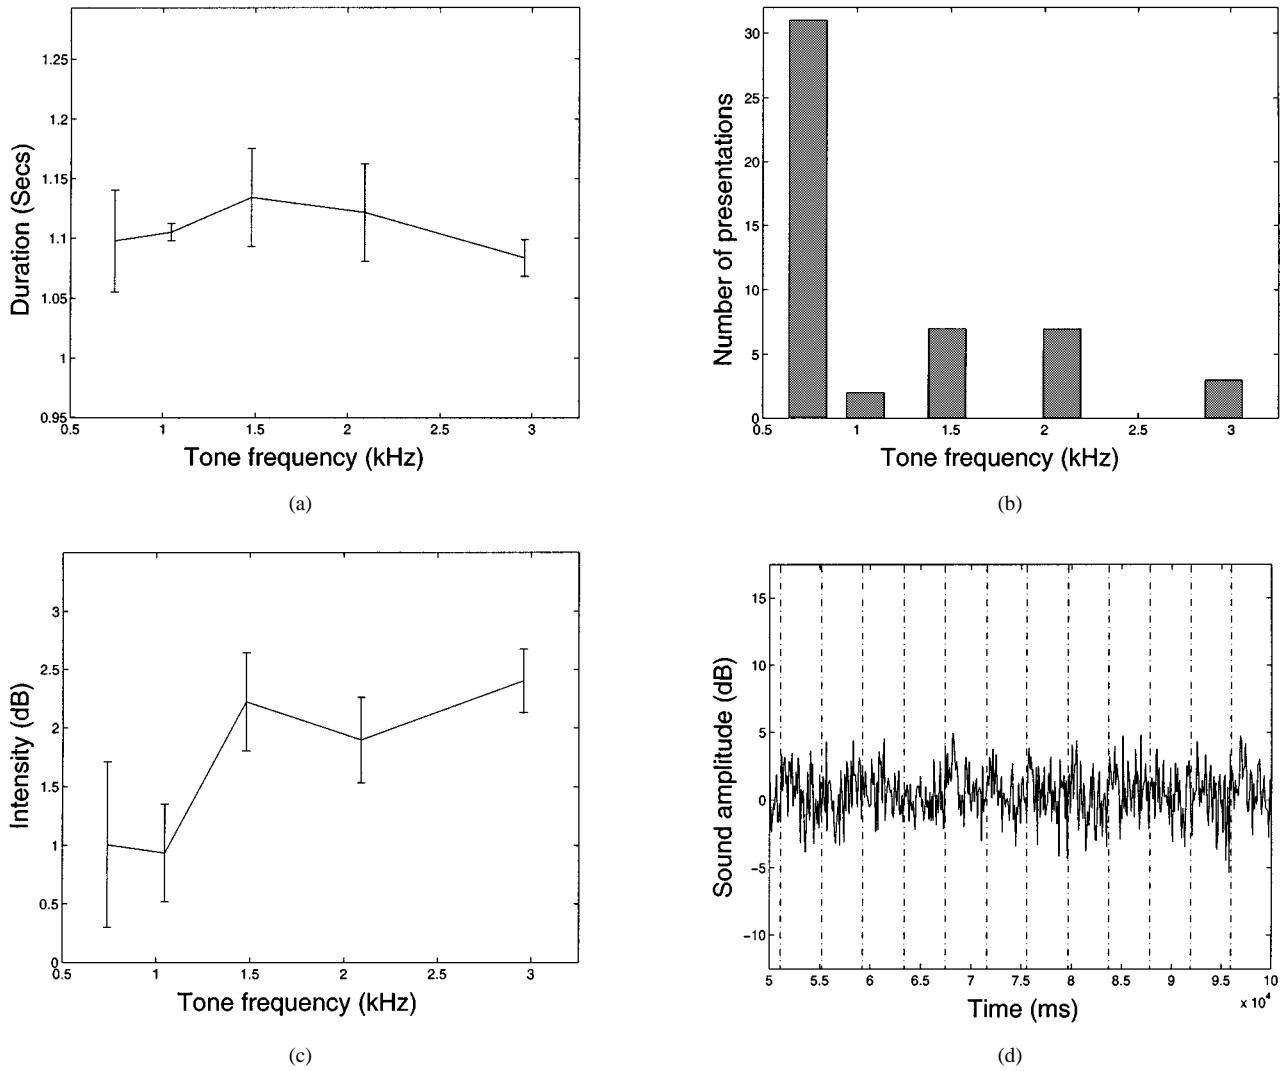 Duration (Secs)
1.25
1.2
1.15
1.1
1.05
1
0.95
0.5 1 1.5 2 2.5 3
Tone frequency (kHz)
(a)
Number of presentations
30
25
20
15
10
5
0
0.5 1 1.5 2 2.5 3
Tone frequency (kHz)
(b)
Intensity (dB)
3
2.5
2
1.5
1
0.5
0
0.5 1 1.5 2 2.5 3
Tone frequency (kHz)
(c)
Sound amplitude (dB)
15
10
5
0
−5
−10
5 5.5 6 6.5 7 7.5 8 8.5 9 9.5 10
x 10⁴
Time (ms)
(d)